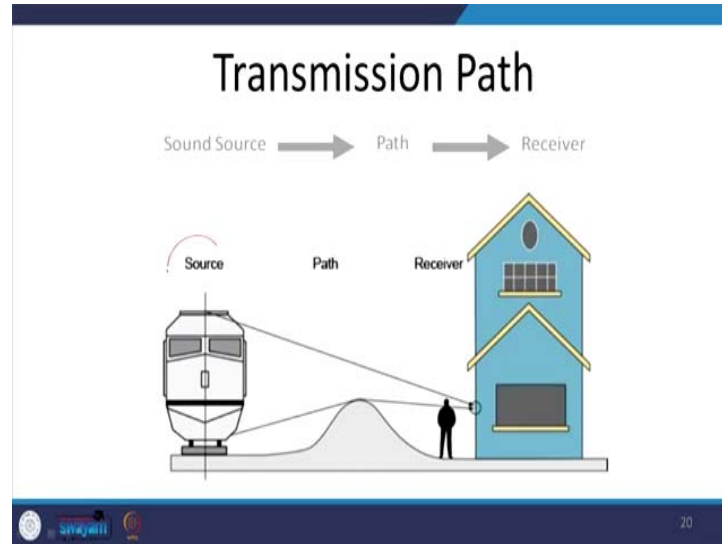 Transmission Path
Sound Source Path Receiver
Source Path Receiver
swayam
20